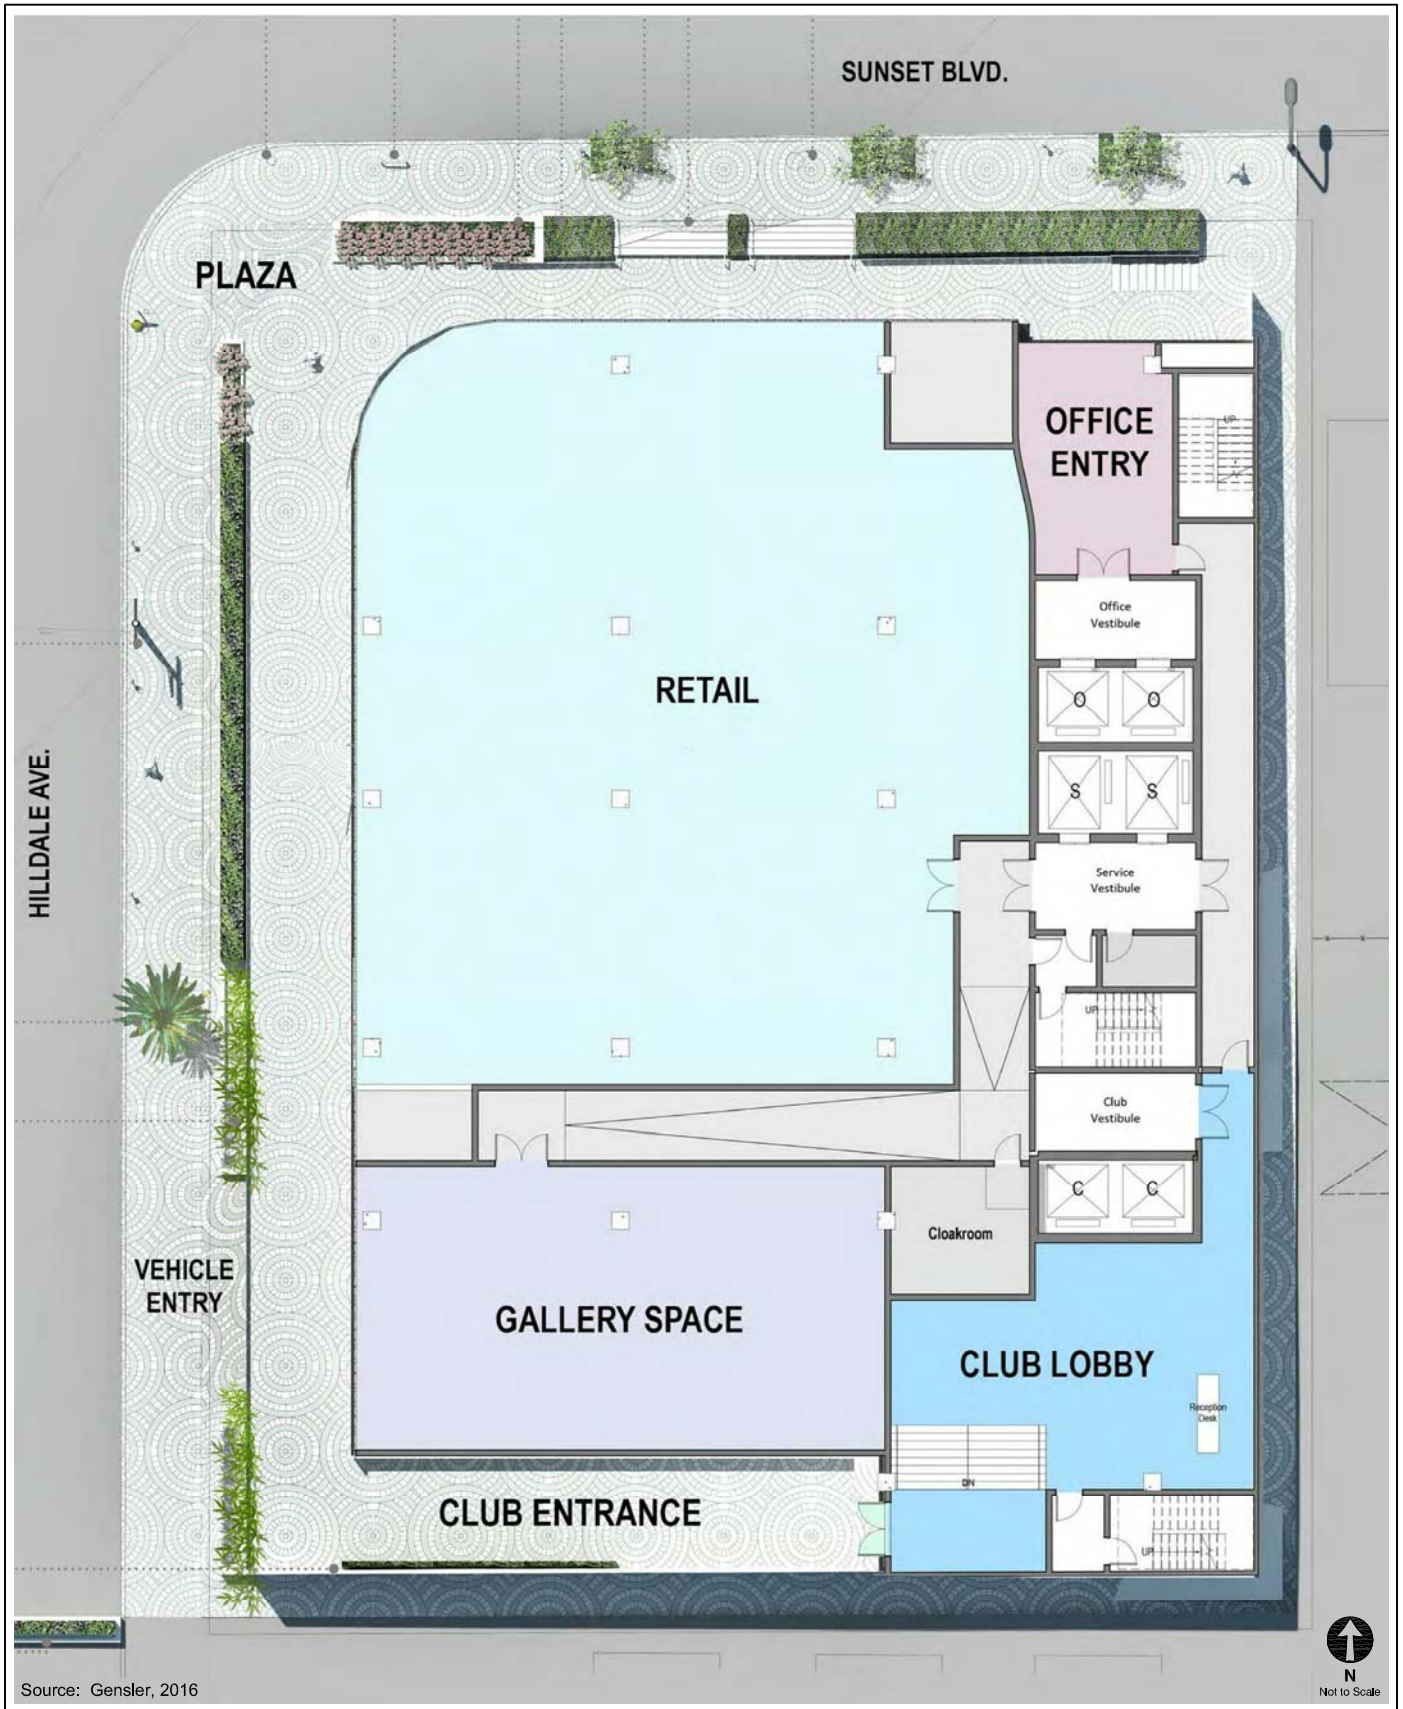 SUNSET BLVD.
PLAZA
OFFICE
ENTRY
UP
Office
Vestibule
RETAIL
O
O
S
S
HILLDALE AVE.
Service
Vestibule
UP
Club
Vestibule
C
C
Cloakroom
VEHICLE
ENTRY
GALLERY SPACE
CLUB LOBBY
Reception
Desk
DN
CLUB ENTRANCE
UP
N
Not to Scale
Source: Gensler, 2016